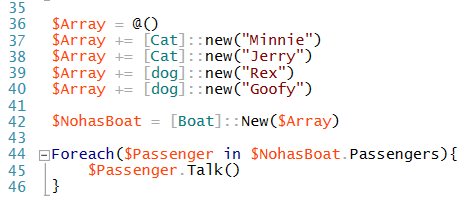 35
36 $Array = @()
37 $Array += [Cat]::new("Minnie")
38 $Array += [Cat]::new("Jerry")
39 $Array += [dog]::new("Rex")
40 $Array += [dog]::new("Goofy")
41
42 $NohasBoat = [Boat]::New($Array)
43
44 Foreach($Passenger in $NohasBoat.Passengers){
45 $Passenger.Talk()
46 }